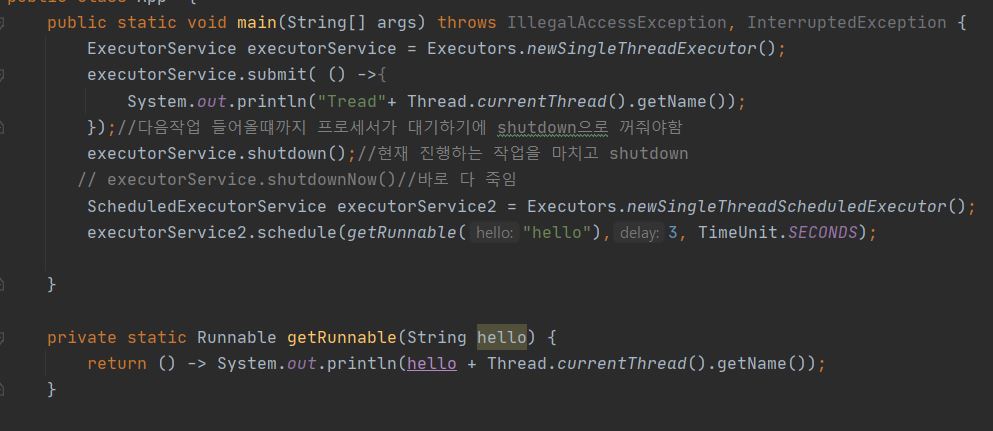 public class App {
public static void main(String[] args) throws IllegalAccessException, InterruptedException {
ExecutorService executorService = Executors.newSingleThreadExecutor();
executorService.submit( () ->{
System.out.println("Tread"+ Thread.currentThread().getName());
});//다음작업 들어올떄까지 프로세서가 대기하기에 shutdown으로 꺼줘야함
executorService.shutdown();//현재 진행하는 작업을 마치고 shutdown
// executorService.shutdownNow()//바로 다 죽임
ScheduledExecutorService executorService2 = Executors.newSingleThreadScheduledExecutor();
executorService2.schedule(getRunnable( hello: "hello"), delay: 3, TimeUnit.SECONDS);
}
private static Runnable getRunnable(String hello) {
return () -> System.out.println(hello + Thread.currentThread().getName());
}